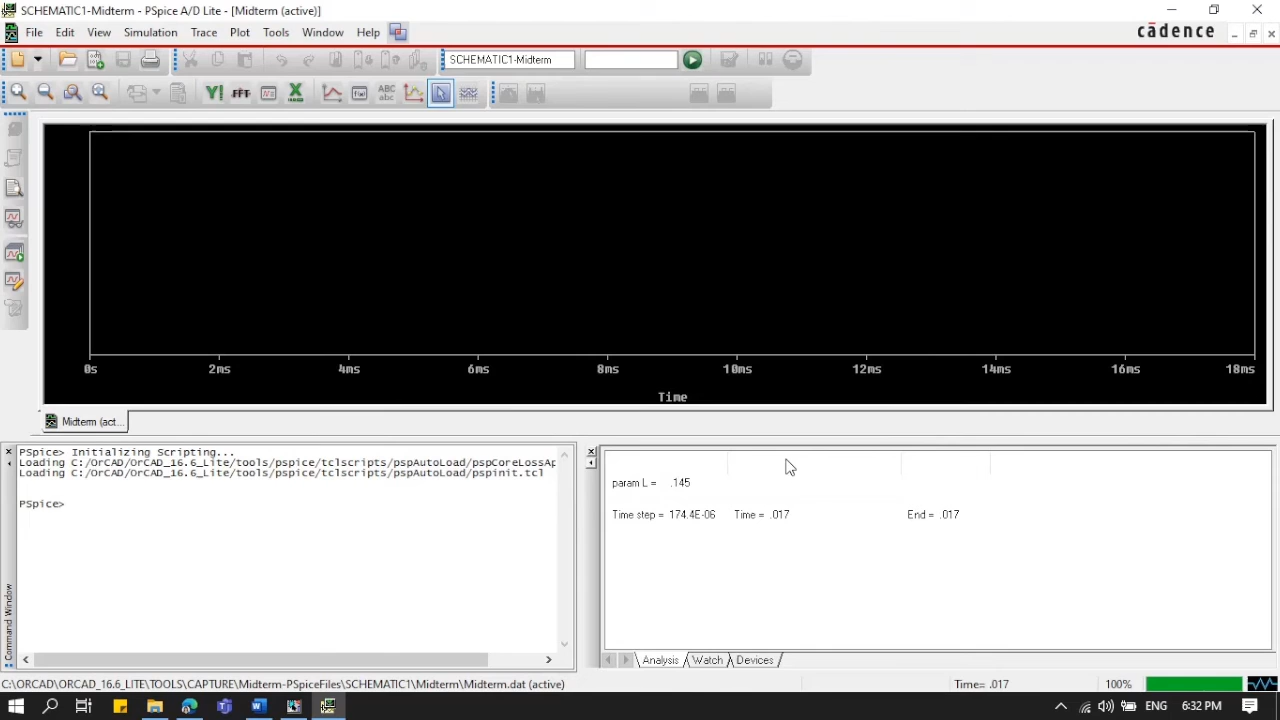 SCHEMATIC1-Midterm - PSpice A/D Lite - [Midterm (active)]
File Edit View Simulation Trace Plot Tools Window Help
cādence
SCHEMATIC1-Midterm
FFT
ABC
abc
0s 2ms 4ms 6ms 8ms 10ms 12ms 14ms 16ms 18ms
Time
Midterm (act...
PSpice> Initializing Scripting...
Loading C:/OrCAD/OrCAD_16.6_Lite/tools/pspice/tclscripts/pspAutoLoad/pspCoreLossAp
Loading C:/OrCAD/OrCAD_16.6_Lite/tools/pspice/tclscripts/pspAutoLoad/pspinit.tcl
PSpice>
Command Window
param L = .145
Time step = 174.4E-06 Time = .017 End = .017
Analysis Watch Devices
C:\ORCAD\ORCAD_16.6_LITE\TOOLS\CAPTURE\Midterm-PSpiceFiles\SCHEMATIC1\Midterm\Midterm.dat (active) Time= .017 100%
ENG 6:32 PM